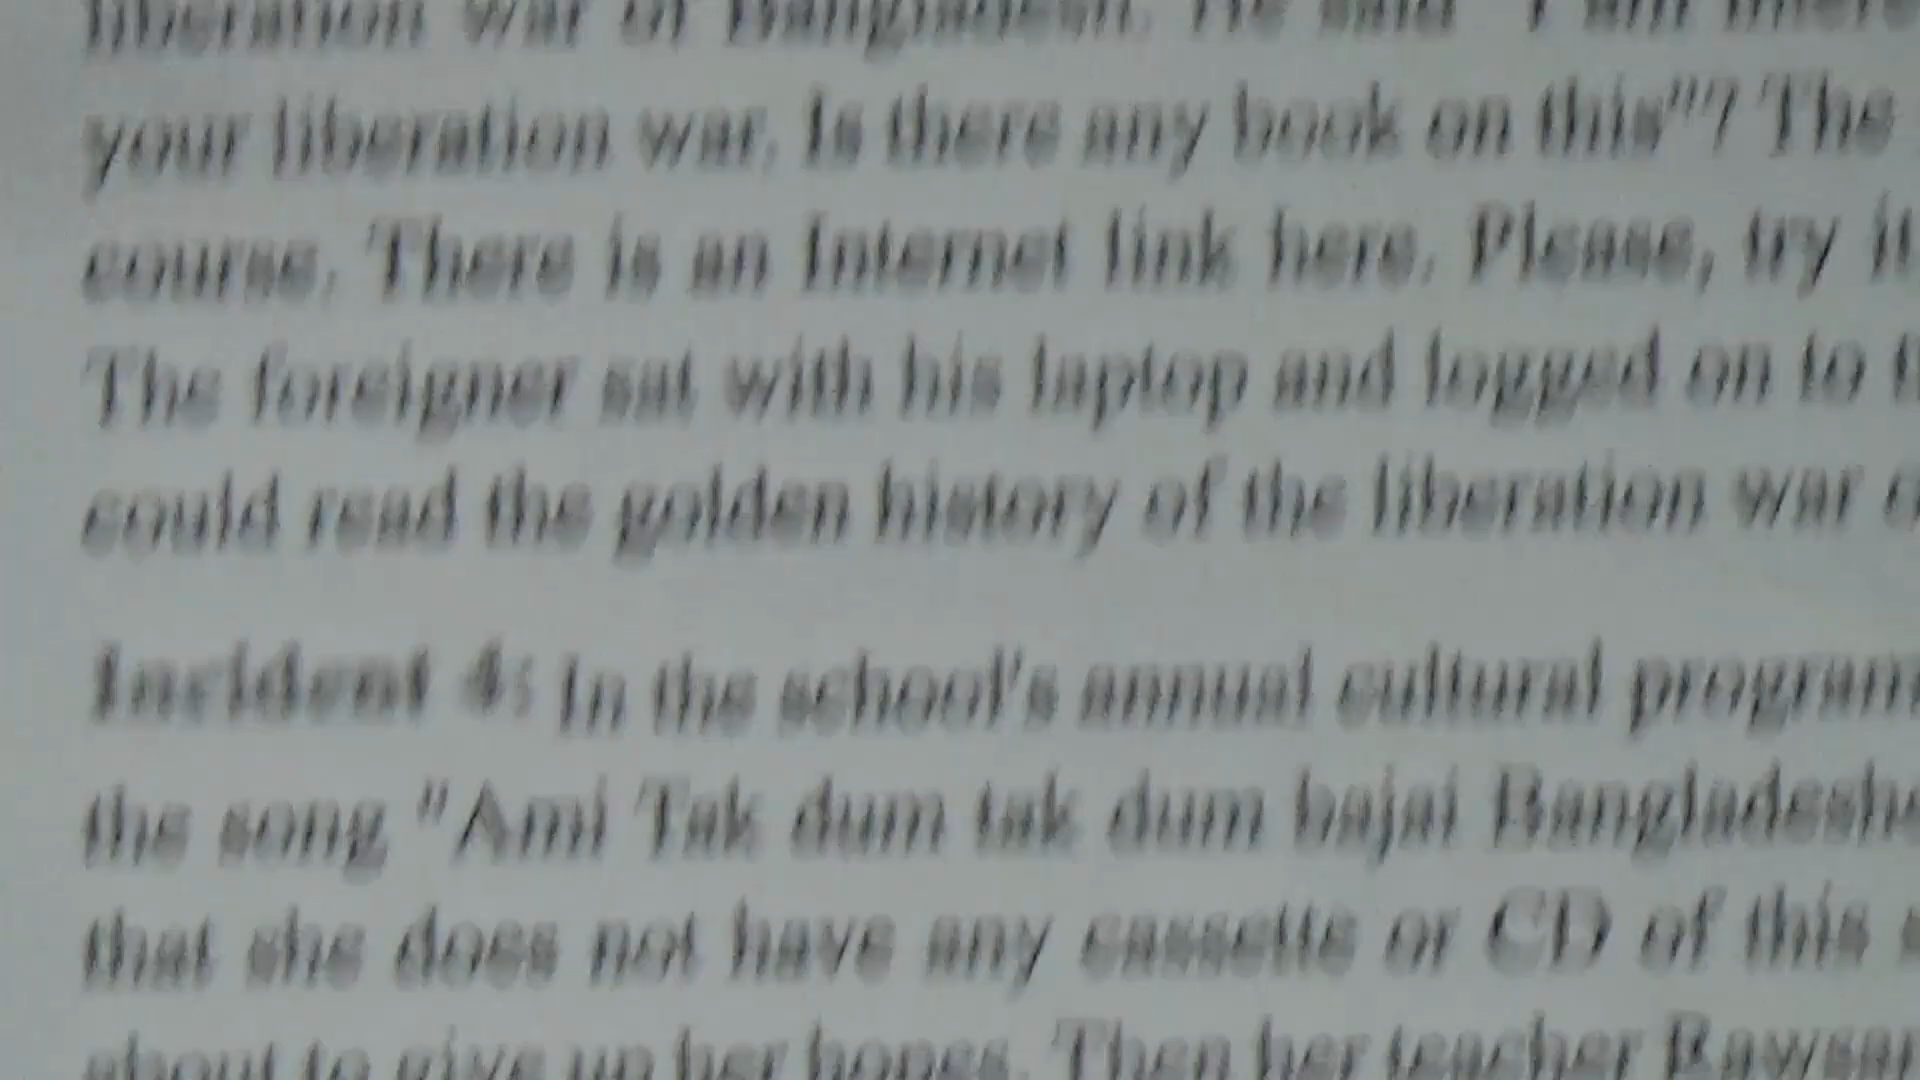 liberation war of Bangladesh. He said "I am
your liberation war. Is there any book on this"? The
course. There is an Internet link here. Please, try it
The foreigner sat with his laptop and logged on to
could read the golden history of the liberation war
Incident 4: In the school's annual cultural program
the song "Ami Tak dum tak dum bajai
that she does not have any cassette or CD of this
about to give up her hopes. Then her teacher